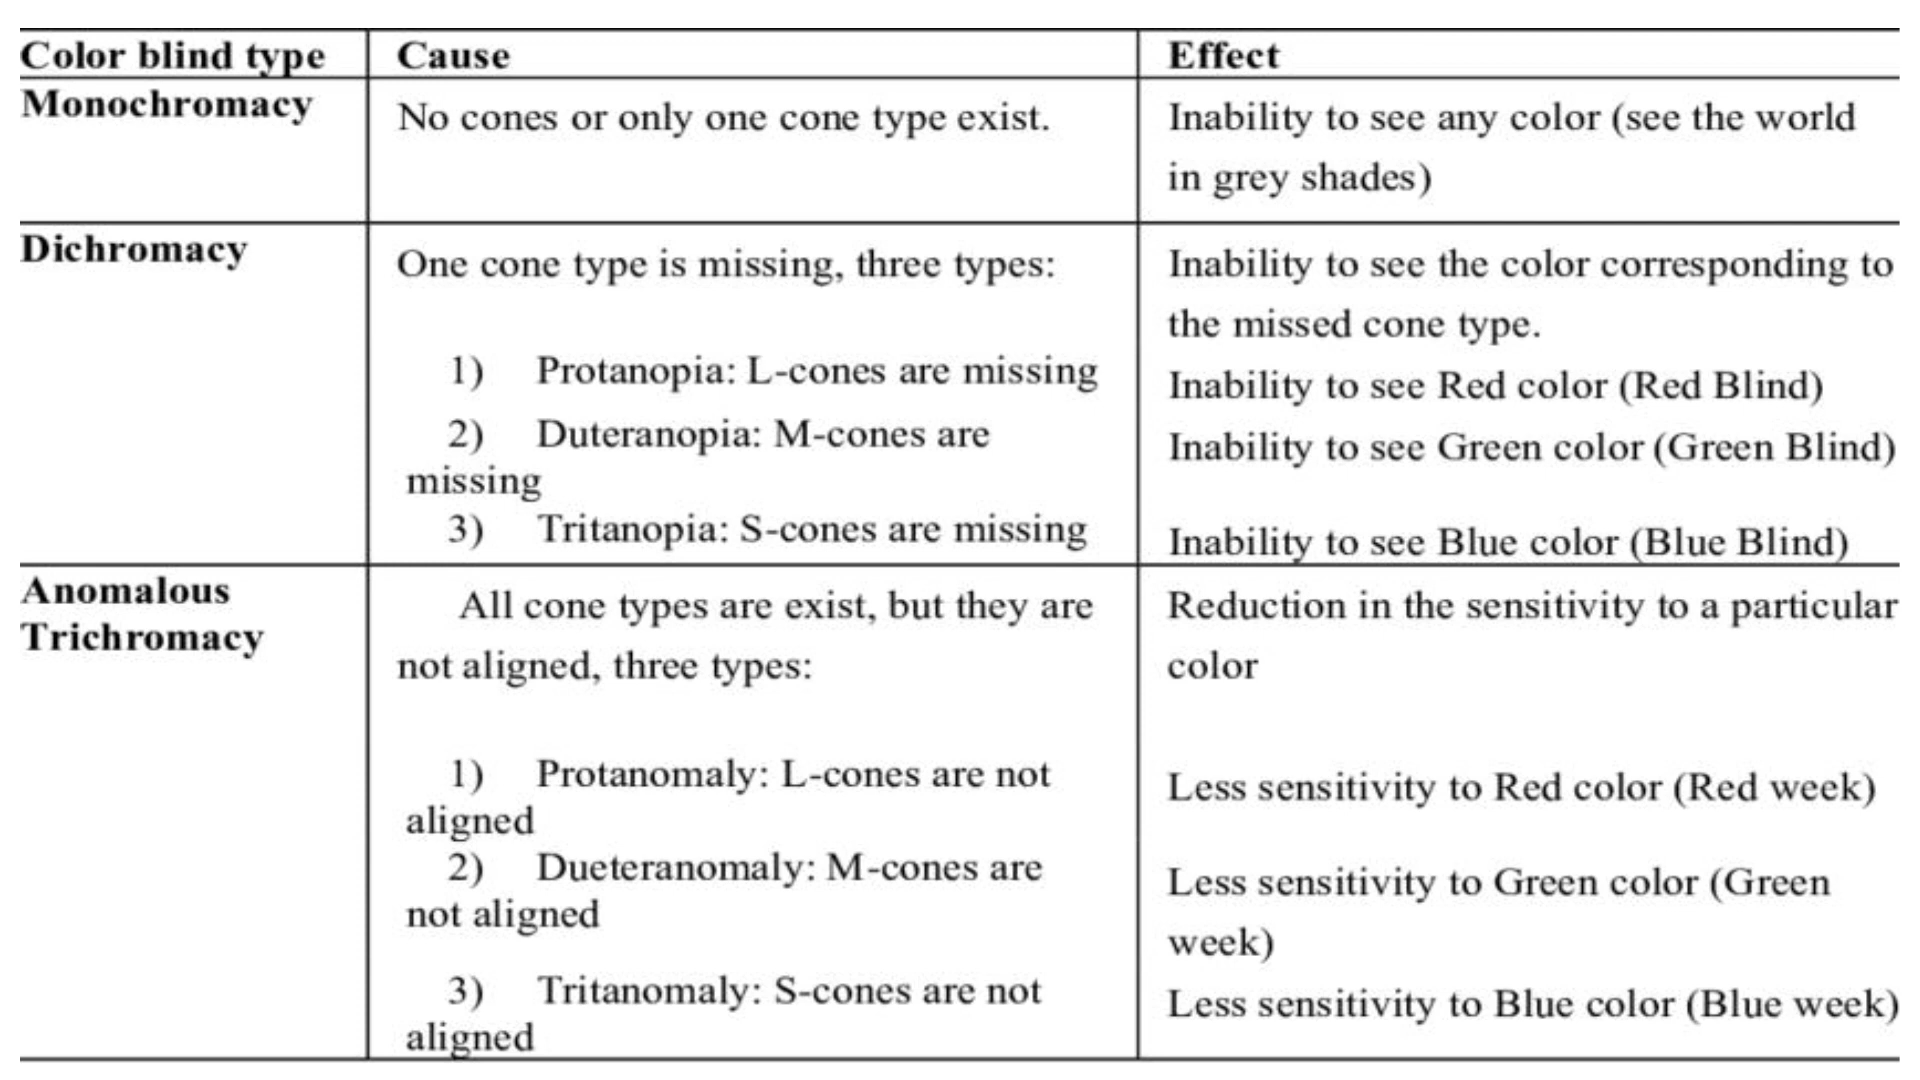 Color blind type Cause Effect
Monochromacy
No cones or only one cone type exist.
Inability to see any color (see the world
in grey shades)
Dichromacy
One cone type is missing, three types:
1) Protanopia: L-cones are missing
2) Duteranopia: M-cones are
missing
3) Tritanopia: S-cones are missing
Inability to see the color corresponding to
the missed cone type.
Inability to see Red color (Red Blind)
Inability to see Green color (Green Blind)
Inability to see Blue color (Blue Blind)
Anomalous
Trichromacy
All cone types are exist, but they are
not aligned, three types:
1) Protanomaly: L-cones are not
aligned
2) Dueteranomaly: M-cones are
not aligned
3) Tritanomaly: S-cones are not
aligned
Reduction in the sensitivity to a particular
color
Less sensitivity to Red color (Red week)
Less sensitivity to Green color (Green
week)
Less sensitivity to Blue color (Blue week)